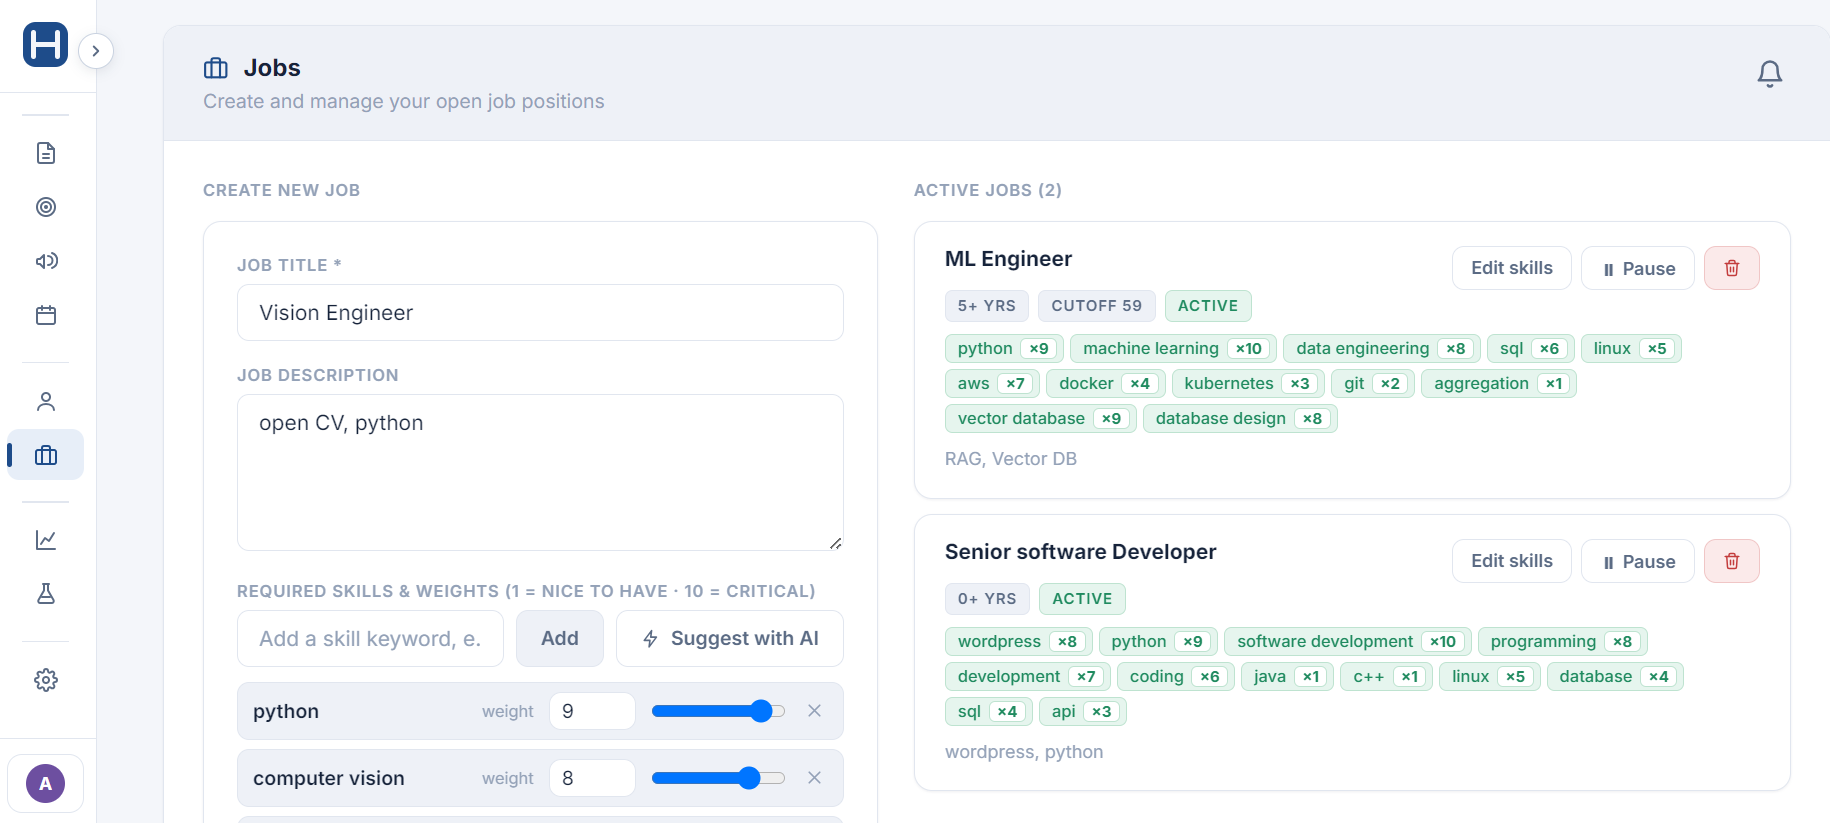 H
Jobs
Create and manage your open job positions
CREATE NEW JOB
JOB TITLE *
Vision Engineer
JOB DESCRIPTION
open CV, python
REQUIRED SKILLS & WEIGHTS (1 = NICE TO HAVE · 10 = CRITICAL)
Add a skill keyword, e.
Add
Suggest with AI
python weight 9
computer vision weight 8
ACTIVE JOBS (2)
ML Engineer
Edit skills
Pause
5+ YRS CUTOFF 59 ACTIVE
python ×9 machine learning ×10 data engineering ×8 sql ×6 linux ×5
aws ×7 docker ×4 kubernetes ×3 git ×2 aggregation ×1
vector database ×9 database design ×8
RAG, Vector DB
Senior software Developer
Edit skills
Pause
0+ YRS ACTIVE
wordpress ×8 python ×9 software development ×10 programming ×8
development ×7 coding ×6 java ×1 c++ ×1 linux ×5 database ×4
sql ×4 api ×3
wordpress, python
A